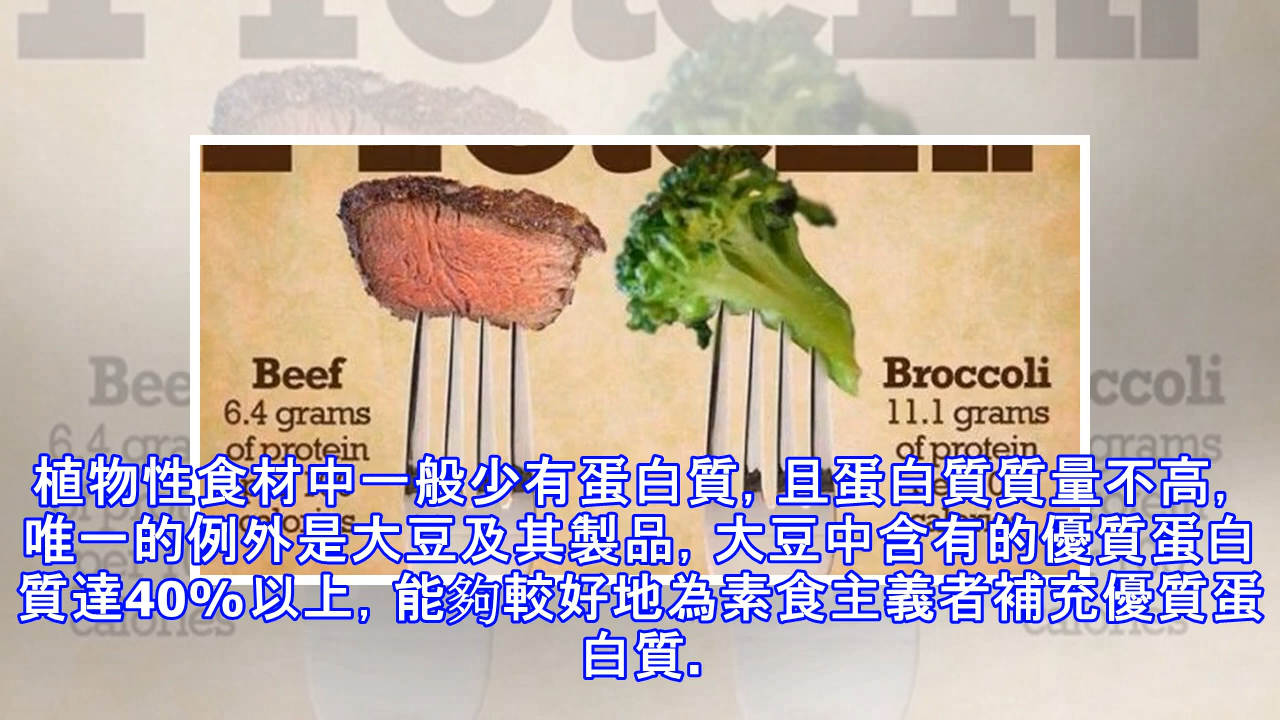 Protein
Beef
6.4 grams
of protein
calories
Broccoli
11.1 grams
of protein
植物性食材中一般少有蛋白質, 且蛋白質質量不高,
唯一的例外是大豆及其製品, 大豆中含有的優質蛋白
質達40%以上, 能夠較好地為素食主義者補充優質蛋
白質.